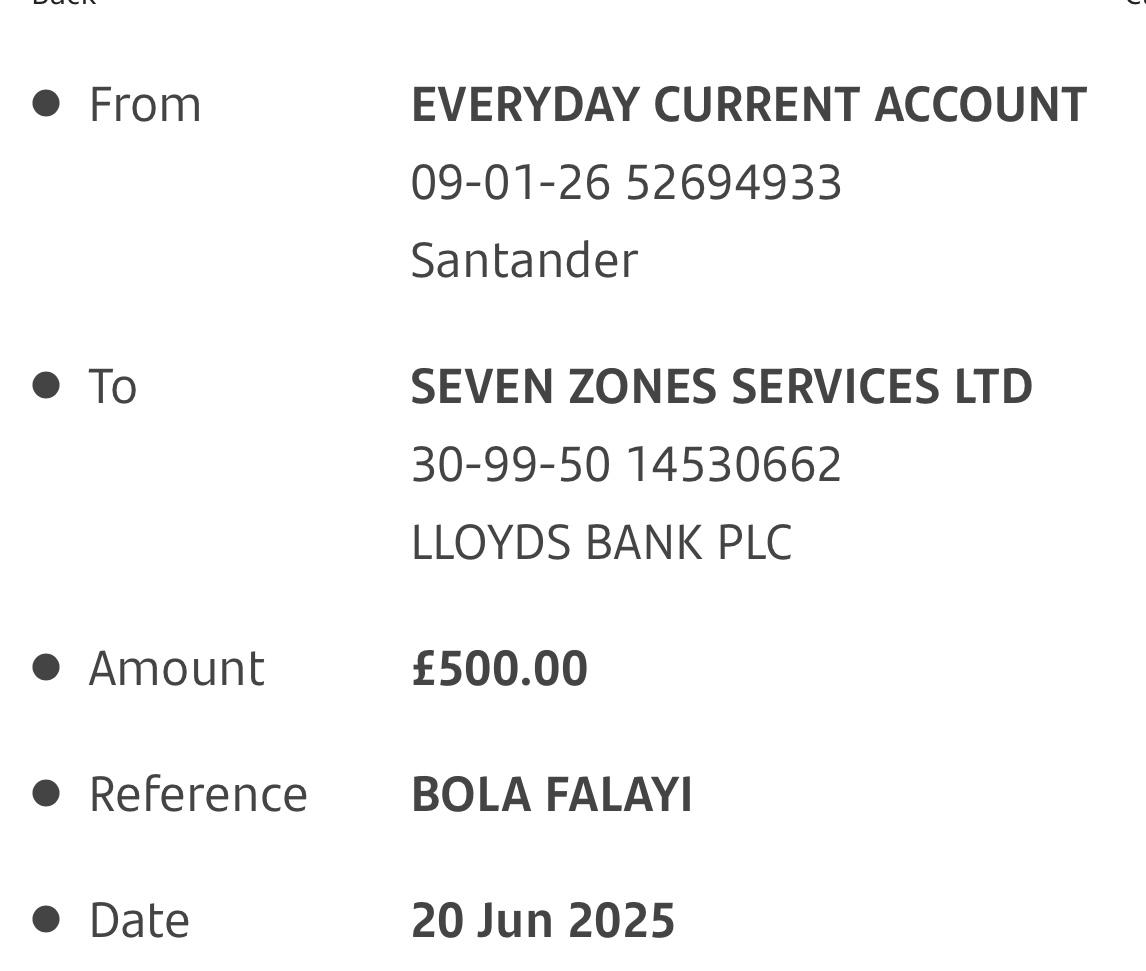 From EVERYDAY CURRENT ACCOUNT
09-01-26 52694933
Santander
To SEVEN ZONES SERVICES LTD
30-99-50 14530662
LLOYDS BANK PLC
Amount £500.00
Reference BOLA FALAYI
Date 20 Jun 2025